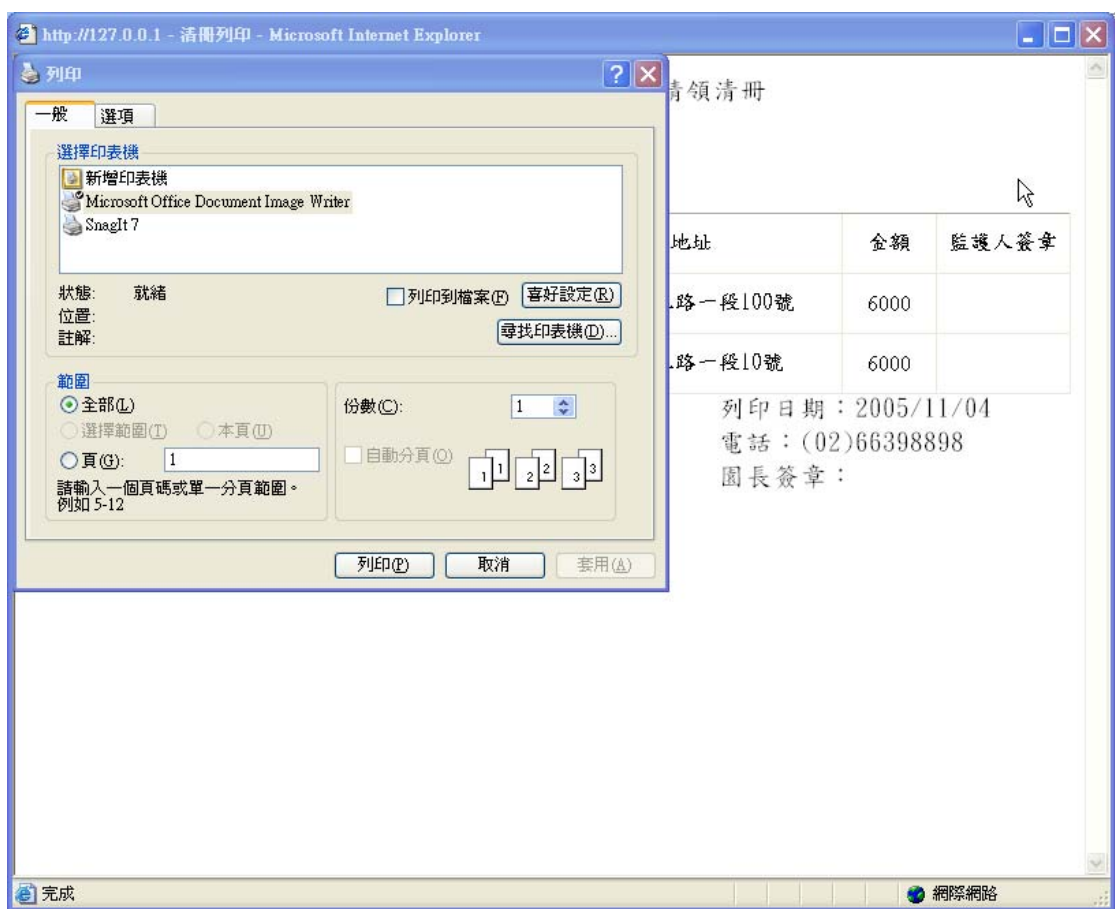 http://127.0.0.1 - 清冊列印 - Microsoft Internet Explorer
列印
一般 選項
選擇印表機
新增印表機
Microsoft Office Document Image Writer
SnagIt 7
狀態: 就緒
位置:
註解:
列印到檔案(F) 喜好設定(R)
尋找印表機(D)...
範圍
全部(L)
選擇範圍(T) 本頁(U)
頁(G): 1
請輸入一個頁碼或單一分頁範圍。
例如 5-12
份數(C): 1
自動分頁(O)
1 1 2 2 3 3
列印(P) 取消 套用(A)
請領清冊
地址 金額 監護人簽章
路一段100號 6000
路一段10號 6000
列印日期：2005/11/04
電話：(02)66398898
園長簽章：
完成 網際網路